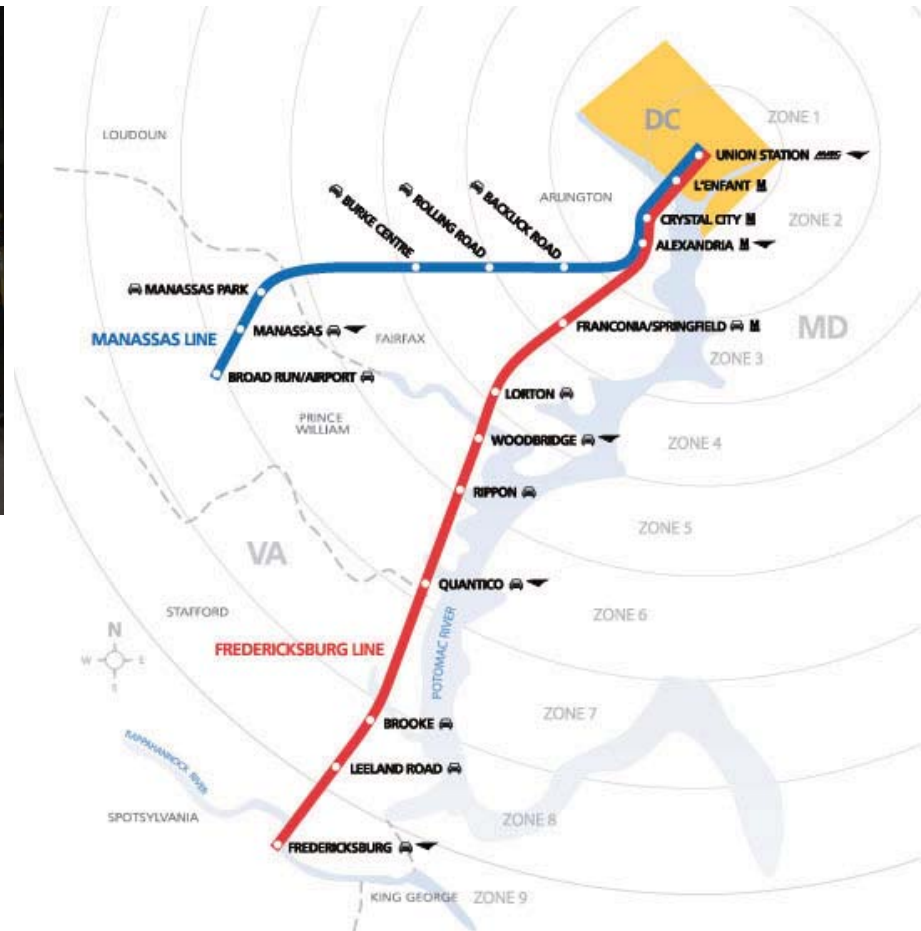 LOUDOUN
DC
ZONE 1
UNION STATION
L'ENFANT M
ARLINGTON
CRYSTAL CITY M
ZONE 2
ALEXANDRIA M
BURKE CENTRE
ROLLING ROAD
BACKLICK ROAD
MANASSAS PARK
MANASSAS
MANASSAS LINE
FAIRFAX
FRANCONIA/SPRINGFIELD M
MD
ZONE 3
BROAD RUN/AIRPORT
LORTON
PRINCE
WILLIAM
WOODBRIDGE
ZONE 4
RIPPON
ZONE 5
VA
QUANTICO
STAFFORD
ZONE 6
N
W E
S
FREDERICKSBURG LINE
POTOMAC RIVER
ZONE 7
BROOKE
RAPPAHANNOCK RIVER
LEELAND ROAD
SPOTSYLVANIA
ZONE 8
FREDERICKSBURG
KING GEORGE
ZONE 9